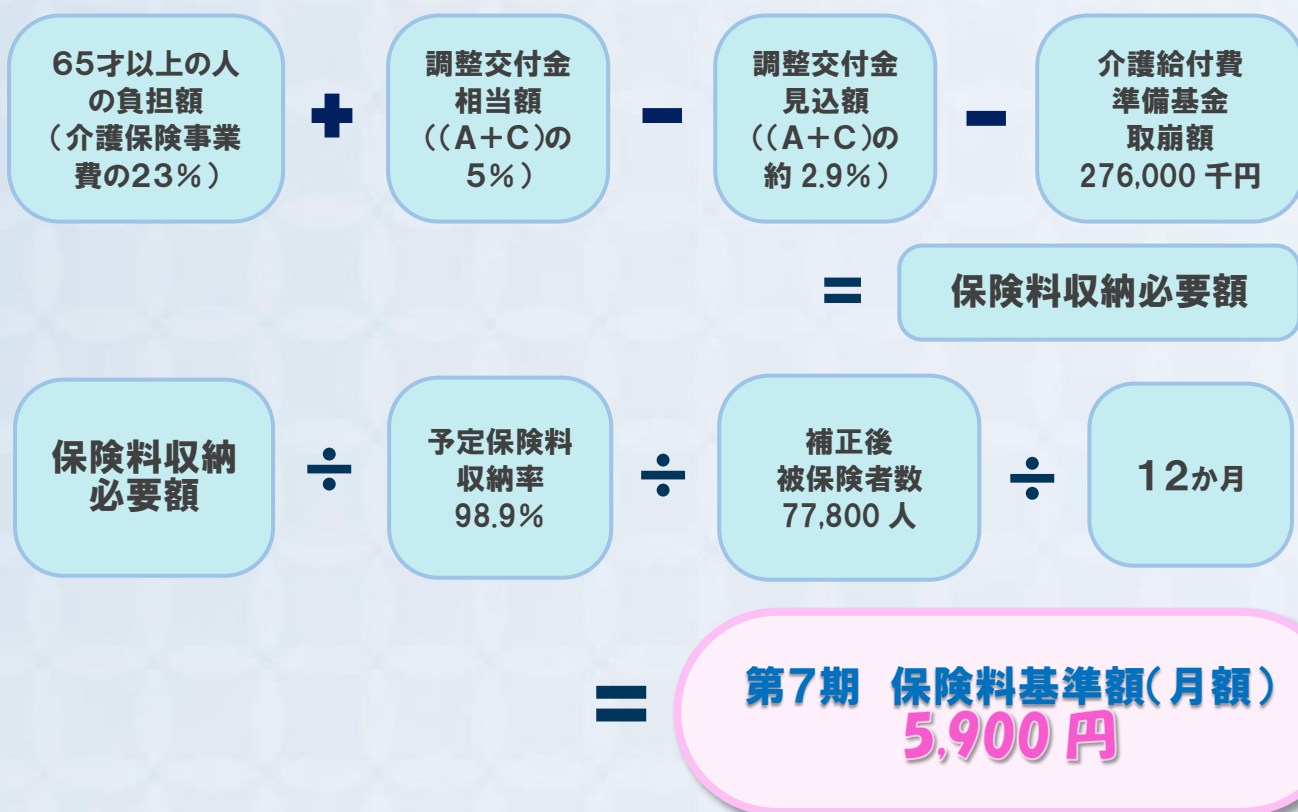 65才以上の人
の負担額
(介護保険事業
費の23%)
+
調整交付金
相当額
((A+C)の
5%)
-
調整交付金
見込額
((A+C)の
約 2.9%)
-
介護給付費
準備基金
取崩額
276,000 千円
=
保険料収納必要額
保険料収納
必要額
÷
予定保険料
収納率
98.9%
÷
補正後
被保険者数
77,800 人
÷
12か月
=
第7期 保険料基準額(月額)
5,900 円